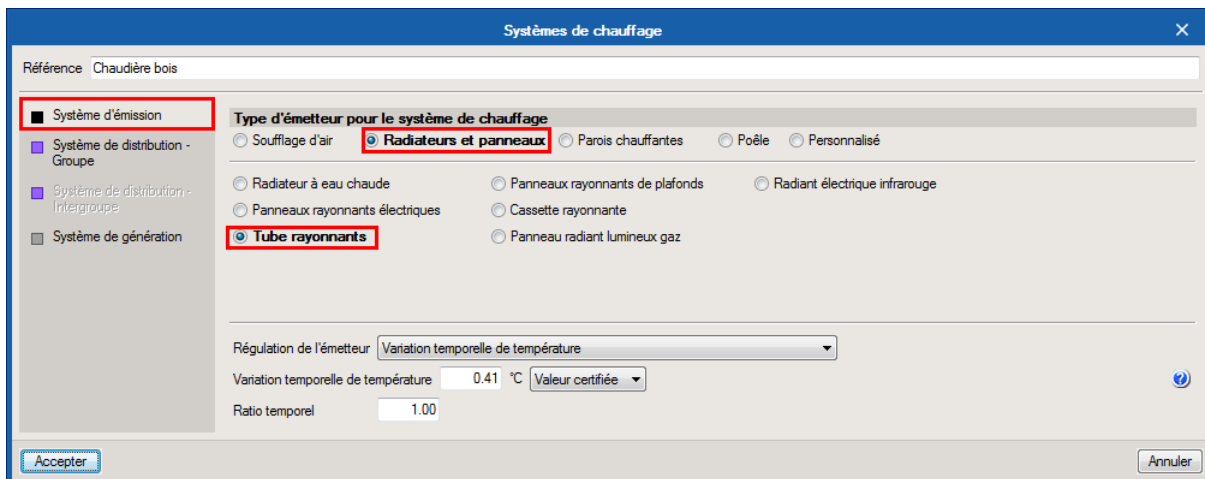 Systèmes de chauffage
Référence Chaudière bois
Système d'émission
Système de distribution -
Groupe
Système de distribution -
Intergroupe
Système de génération
Type d'émetteur pour le système de chauffage
Soufflage d'air Radiateurs et panneaux Parois chauffantes Poêle Personnalisé
Radiateur à eau chaude Panneaux rayonnants de plafonds Radiant électrique infrarouge
Panneaux rayonnants électriques Cassette rayonnante
Tube rayonnants Panneau radiant lumineux gaz
Régulation de l'émetteur Variation temporelle de température
Variation temporelle de température 0.41 °C Valeur certifiée
Ratio temporel 1.00
Accepter Annuler